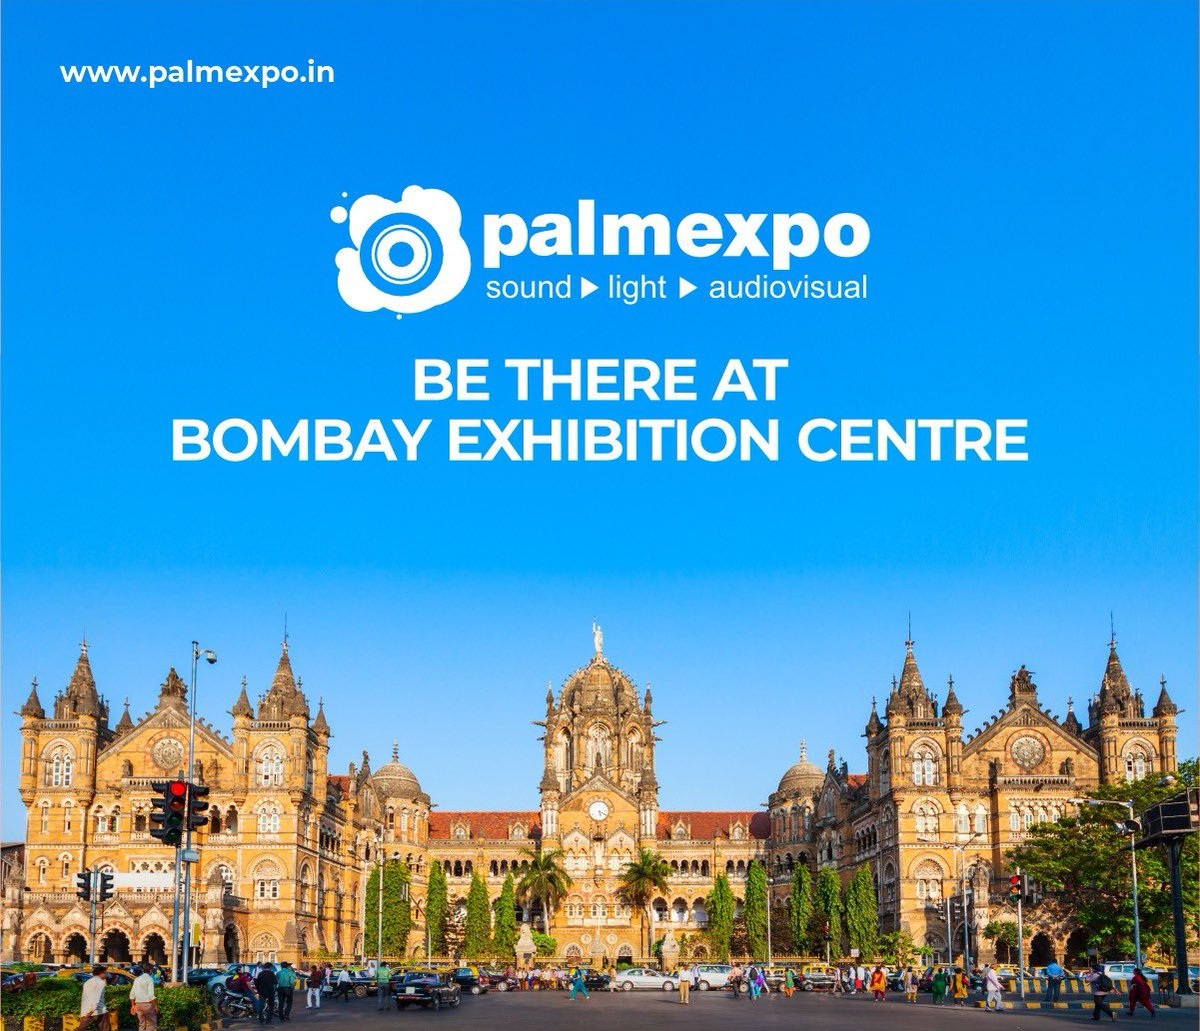 www.palmexpo.in
palmexpo
sound ▶ light ▶ audiovisual
BE THERE AT
BOMBAY EXHIBITION CENTRE